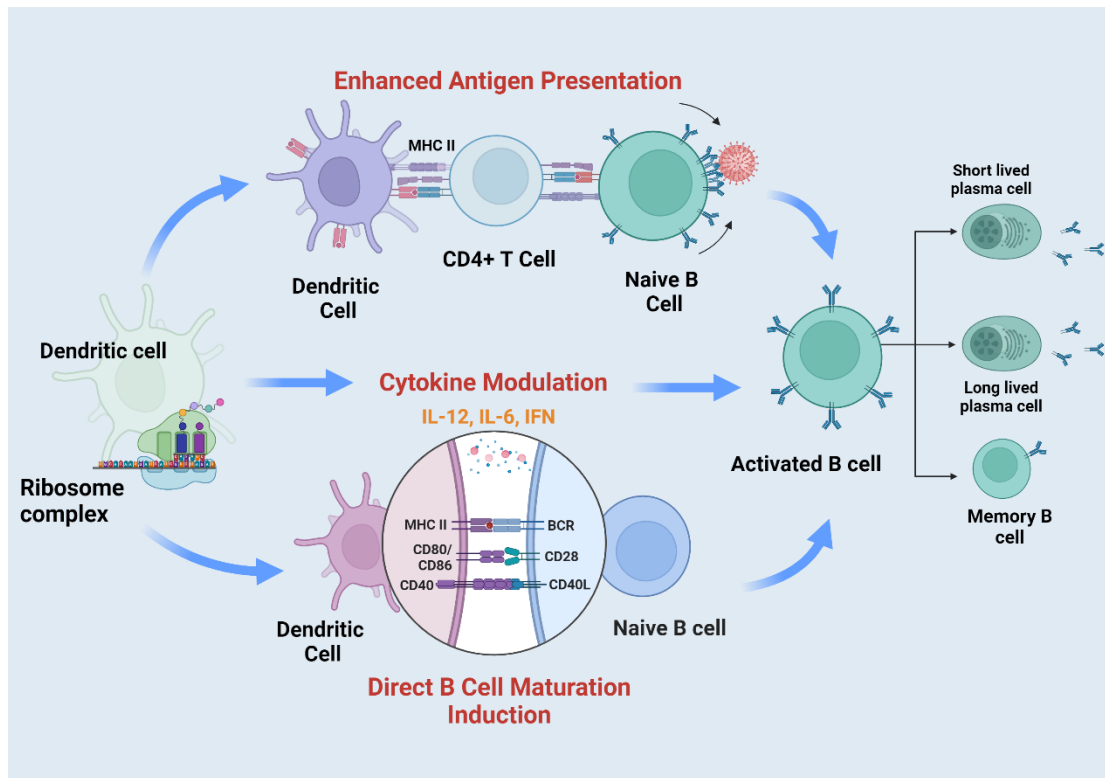 Enhanced Antigen Presentation
MHC II
Dendritic
Cell
CD4+ T Cell
Naive B
Cell
Short lived
plasma cell
Dendritic cell
Ribosome
complex
Cytokine Modulation
IL-12, IL-6, IFN
MHC II
BCR
CD80/
CD86
CD28
CD40
CD40L
Dendritic
Cell
Naive B cell
Direct B Cell Maturation
Induction
Activated B cell
Long lived
plasma cell
Memory B
cell